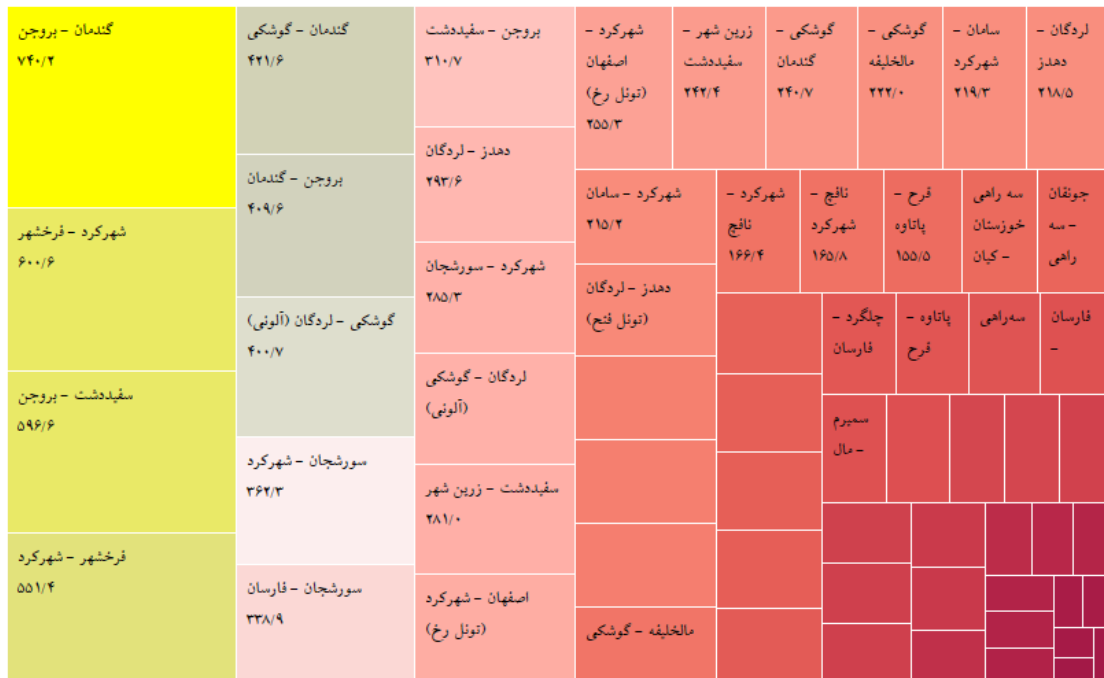 گندمان - بروجن
۷۴۰/۲
شهرکرد - فرخشهر
۶۰۰/۶
سفیددشت - بروجن
۵۹۶/۶
فرخشهر - شهرکرد
۵۵۱/۴
گندمان - گوشکی
۴۲۱/۶
بروجن - گندمان
۴۰۹/۶
گوشکی - لردگان (آلونی)
۴۰۰/۷
سورشجان - شهرکرد
۳۶۲/۳
سورشجان - فارسان
۳۳۸/۹
بروجن - سفیددشت
۳۱۰/۷
دهدز - لردگان
۲۹۳/۶
شهرکرد - سورشجان
۲۸۵/۳
لردگان - گوشکی
(آلونی)
سفیددشت - زرین شهر
۲۸۱/۰
اصفهان - شهرکرد
(تونل رخ)
شهرکرد -
اصفهان
(تونل رخ)
۲۵۵/۳
زرین شهر -
سفیددشت
۲۴۲/۴
گوشکی -
گندمان
۲۴۰/۷
گوشکی -
مالخلیفه
۲۲۲/۰
سامان -
شهرکرد
۲۱۹/۳
لردگان -
دهدز
۲۱۸/۵
شهرکرد - سامان
۲۱۵/۲
دهدز - لردگان
(تونل فتح)
مالخلیفه - گوشکی
شهرکرد -
نافچ
۱۶۶/۴
نافچ -
شهرکرد
۱۶۵/۸
قرح -
پاتاوه
۱۵۵/۵
سه راهی
خوزستان
- کیان
جونقان
- سه
راهی
چلگرد -
فارسان
پاتاوه -
قرح
سه‌راهی
فارسان
-
سمیرم
- مال